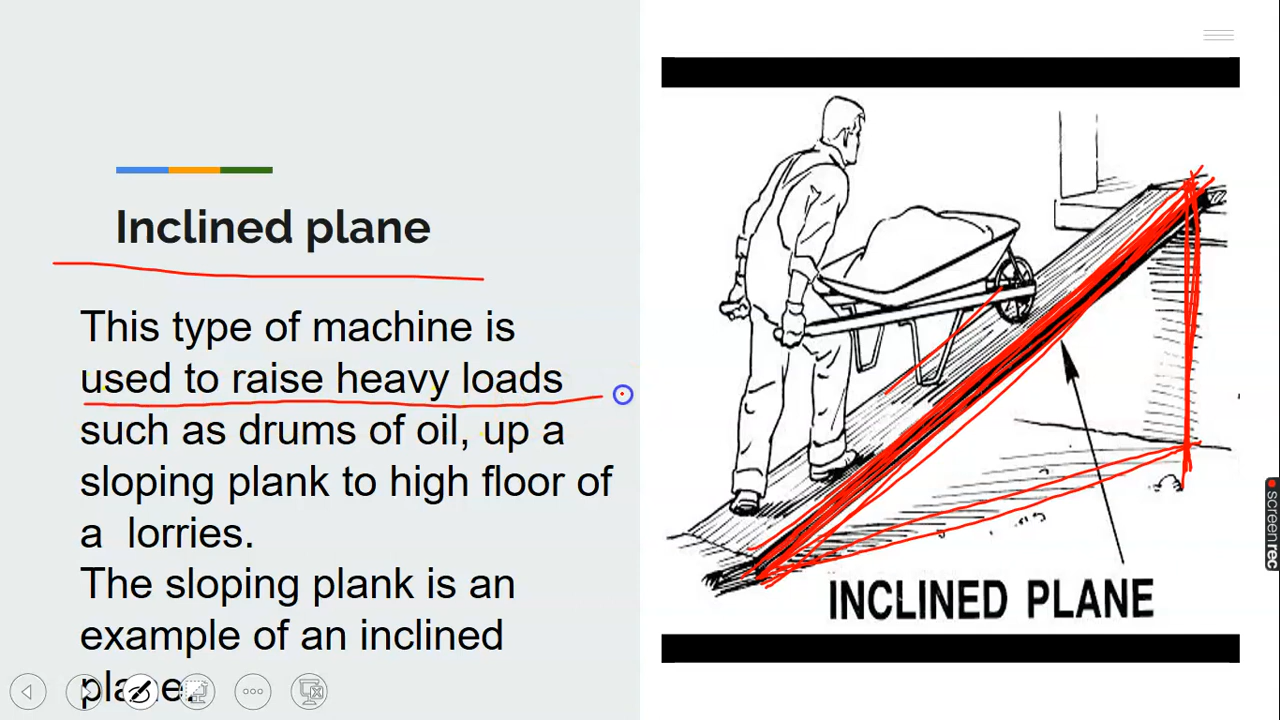 Inclined plane
This type of machine is
used to raise heavy loads
such as drums of oil, up a
sloping plank to high floor of
a lorries.
The sloping plank is an
example of an inclined
plane.
INCLINED PLANE
screenrec